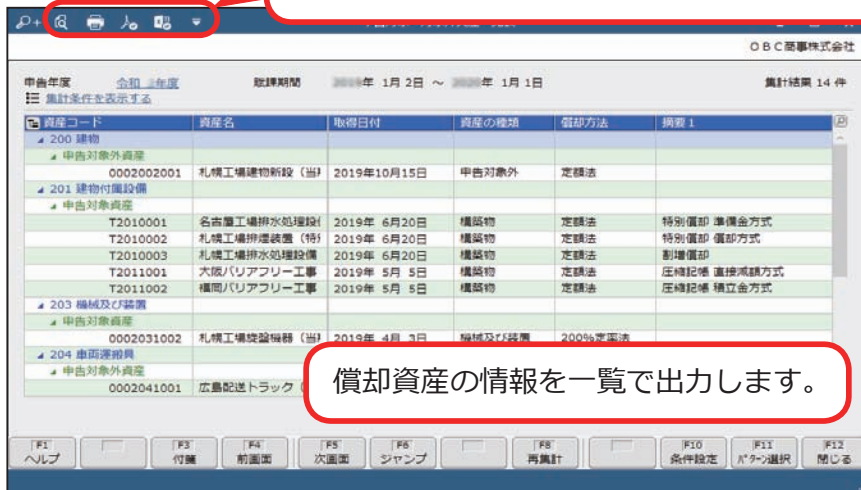 OBC商事株式会社
申告年度 令和 年度 賦課期間 年 1月 2日 ～ 年 1月 1日 集計結果 14 件
集計条件を表示する
資産コード 資産名 取得日付 資産の種類 償却方法 摘要1
200 建物
申告対象外資産
0002002001 札幌工場建物新設（当 2019年10月15日 申告対象外 定額法
201 建物付属設備
申告対象資産
T2010001 名古屋工場排水処理設 2019年 6月20日 構築物 定額法 特別償却 準備金方式
T2010002 札幌工場排煙装置（特 2019年 6月20日 構築物 定額法 特別償却 償却方式
T2010003 札幌工場排水処理設備 2019年 6月20日 構築物 定額法 割増償却
T2011001 大阪バリアフリー工事 2019年 5月 5日 構築物 定額法 圧縮記帳 直接減額方式
T2011002 福岡バリアフリー工事 2019年 5月 5日 構築物 定額法 圧縮記帳 積立金方式
203 機械及び装置
申告対象資産
0002031002 札幌工場旋盤機器（当 2019年 4月 3日 機械及び装置 200%定率法
204 車両運搬具
申告対象外資産
0002041001 広島配送トラック（
償却資産の情報を一覧で出力します。
F1 F3 F4 F5 F6 F8 F10 F11 F12
ヘルプ 付箋 前画面 次画面 ジャンプ 再集計 条件設定 パターン選択 閉じる